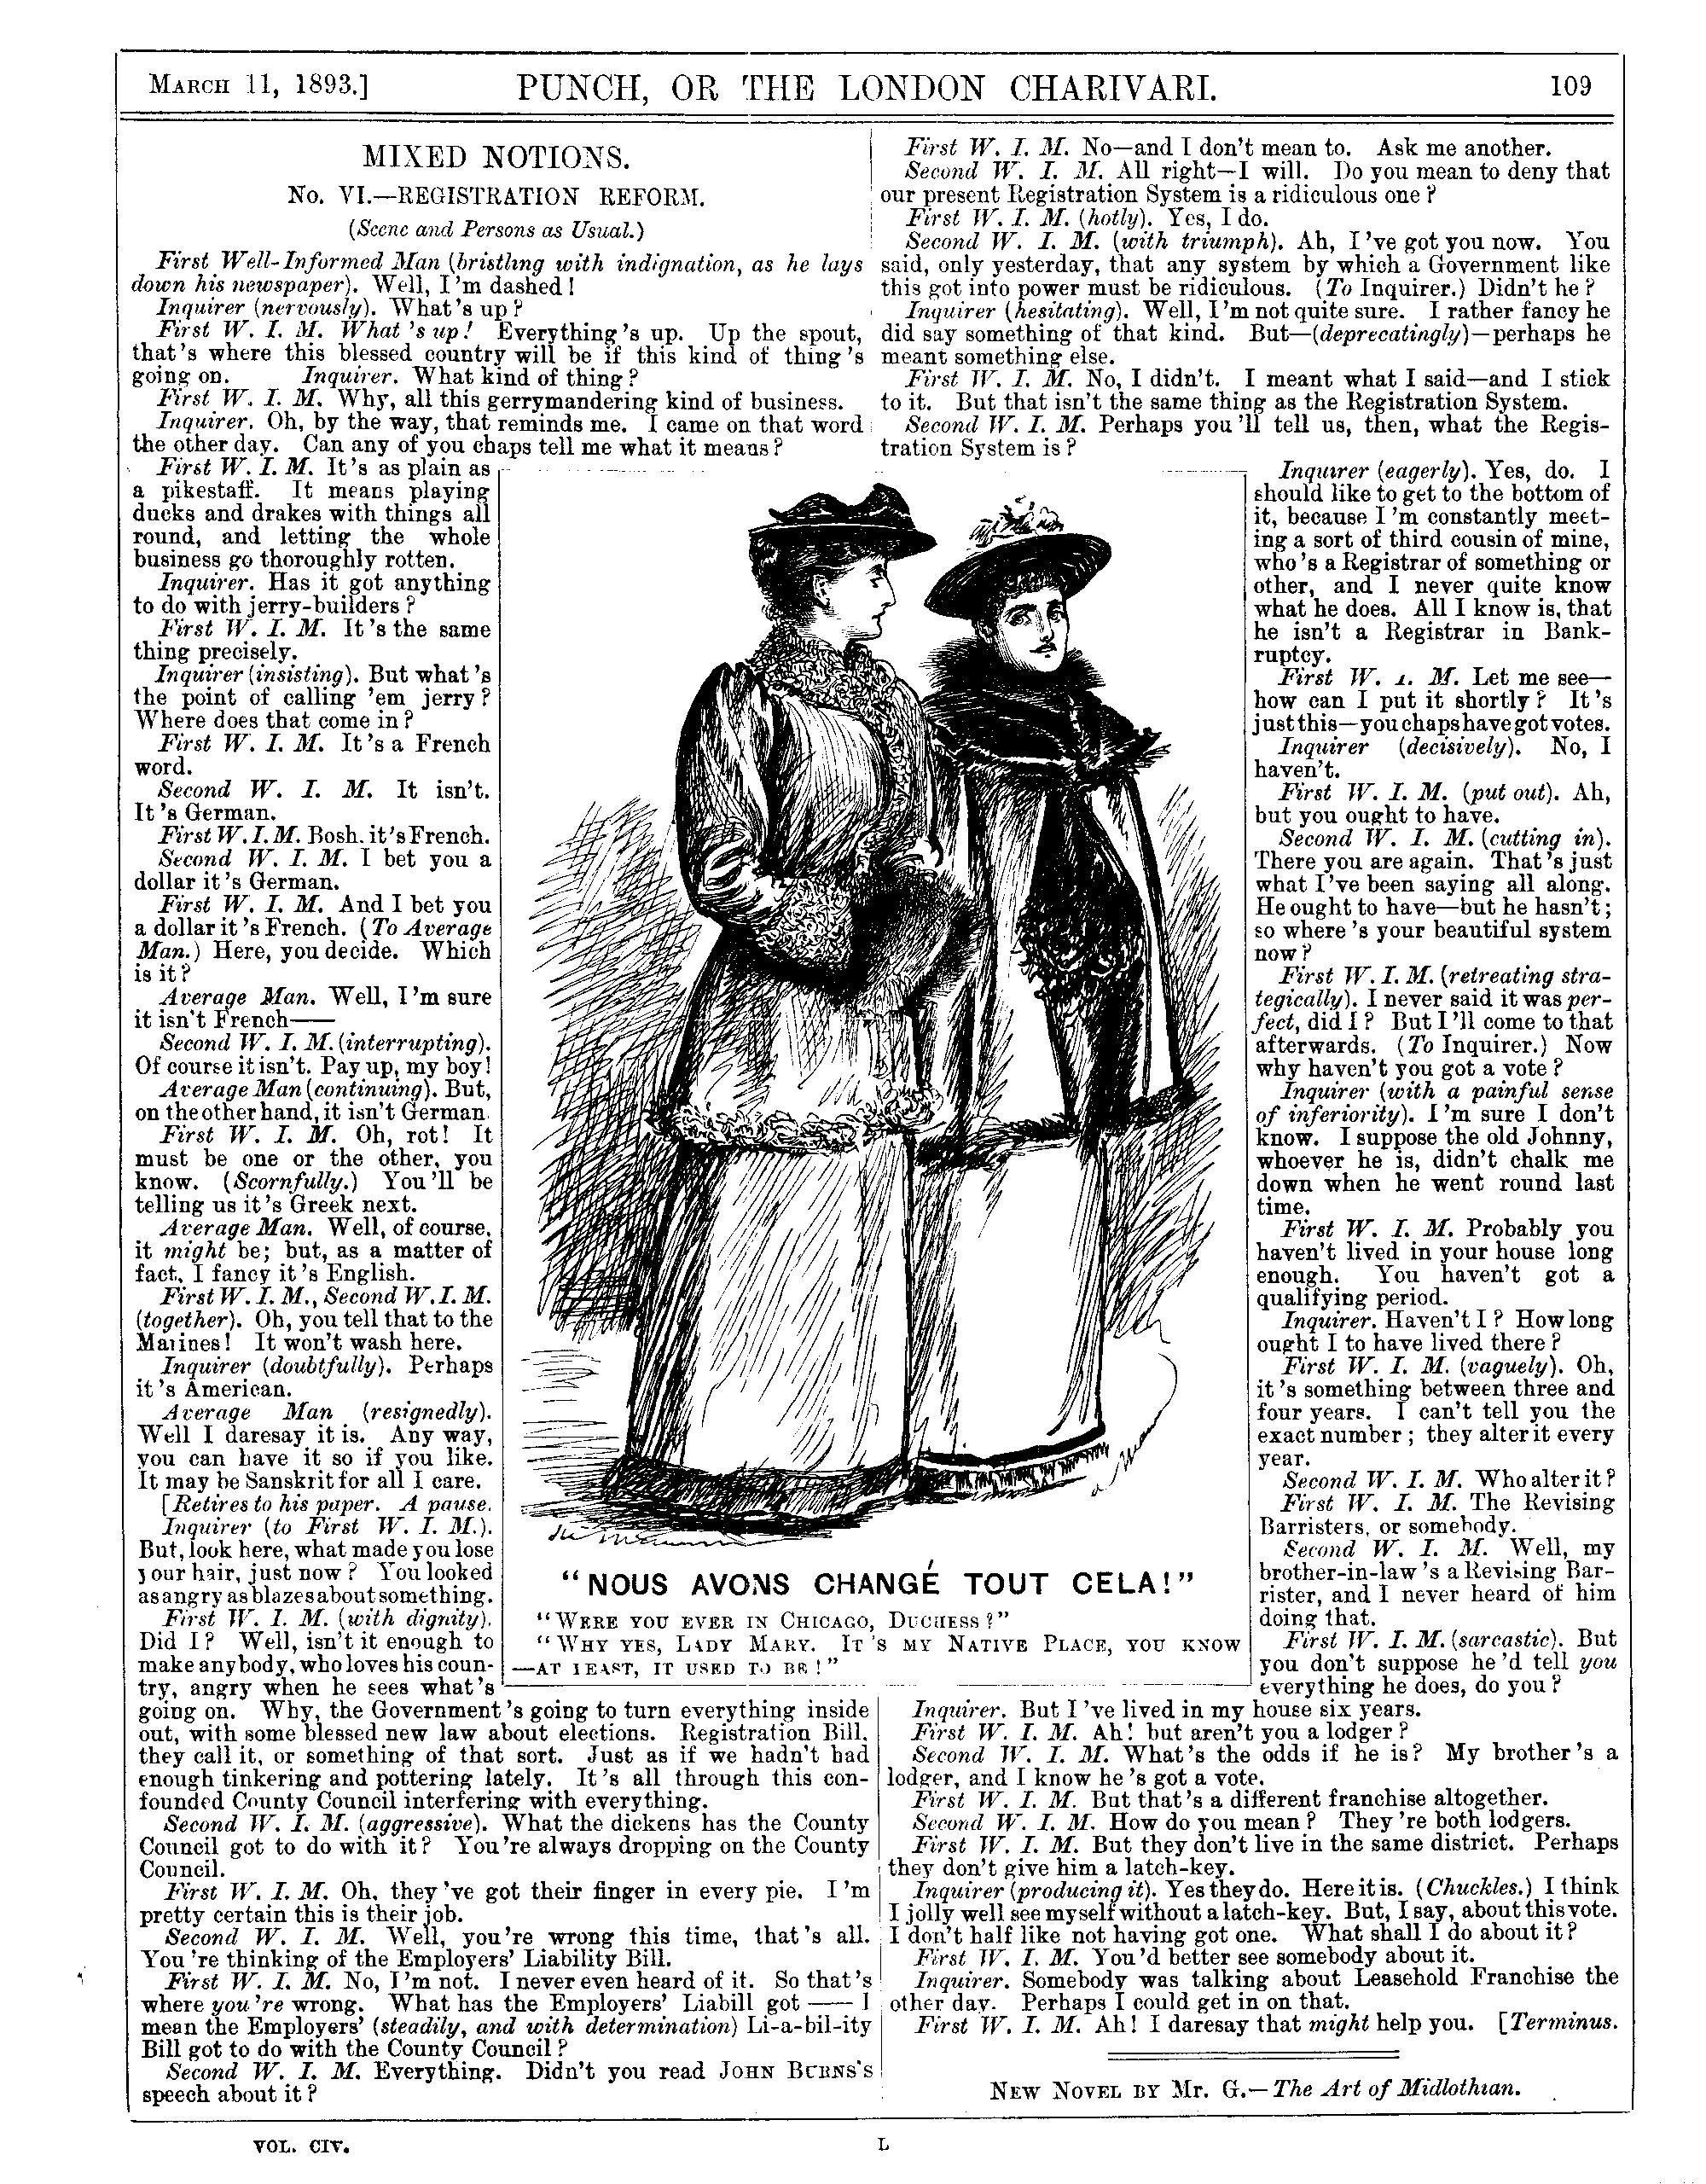 MARCH 11, 1893.] PUNCH, OR THE LONDON CHARIVARI. 109
MIXED NOTIONS.
No. VI.—REGISTRATION REFORM.
(Scene and Persons as Usual.)
First Well-Informed Man (bristling with indignation, as he lays
down his newspaper). Well, I'm dashed!
Inquirer (nervously). What's up?
First W. I. M. What's up! Everything's up. Up the spout,
that's where this blessed country will be if this kind of thing's
going on. Inquirer. What kind of thing?
First W. I. M. Why, all this gerrymandering kind of business.
Inquirer. Oh, by the way, that reminds me. I came on that word
the other day. Can any of you chaps tell me what it means?
First W. I. M. It's as plain as
a pikestaff. It means playing
ducks and drakes with things all
round, and letting the whole
business go thoroughly rotten.
Inquirer. Has it got anything
to do with jerry-builders?
First W. I. M. It's the same
thing precisely.
Inquirer (insisting). But what's
the point of calling 'em jerry?
Where does that come in?
First W. I. M. It's a French
word.
Second W. I. M. It isn't.
It's German.
First W. I. M. Bosh, it's French.
Second W. I. M. I bet you a
dollar it's German.
First W. I. M. And I bet you
a dollar it's French. (To Average
Man.) Here, you decide. Which
is it?
Average Man. Well, I'm sure
it isn't French——
Second W. I. M. (interrupting).
Of course it isn't. Pay up, my boy!
Average Man (continuing). But,
on the other hand, it isn't German.
First W. I. M. Oh, rot! It
must be one or the other, you
know. (Scornfully.) You'll be
telling us it's Greek next.
Average Man. Well, of course,
it might be; but, as a matter of
fact, I fancy it's English.
First W. I. M., Second W. I. M.
(together). Oh, you tell that to the
Marines! It won't wash here.
Inquirer (doubtfully). Perhaps
it's American.
Average Man (resignedly).
Well I daresay it is. Any way,
you can have it so if you like.
It may be Sanskrit for all I care.
[Retires to his paper. A pause.
Inquirer (to First W. I. M.).
But, look here, what made you lose
your hair, just now? You looked
as angry as blazes about something.
First W. I. M. (with dignity).
Did I? Well, isn't it enough to
make anybody, who loves his coun-
try, angry when he sees what's
going on. Why, the Government's going to turn everything inside
out, with some blessed new law about elections. Registration Bill,
they call it, or something of that sort. Just as if we hadn't had
enough tinkering and pottering lately. It's all through this con-
founded County Council interfering with everything.
Second W. I. M. (aggressive). What the dickens has the County
Council got to do with it? You're always dropping on the County
Council.
First W. I. M. Oh, they've got their finger in every pie. I'm
pretty certain this is their job.
Second W. I. M. Well, you're wrong this time, that's all.
You're thinking of the Employers' Liability Bill.
First W. I. M. No, I'm not. I never even heard of it. So that's
where you're wrong. What has the Employers' Liabill got —— I
mean the Employers' (steadily, and with determination) Li-a-bil-ity
Bill got to do with the County Council?
Second W. I. M. Everything. Didn't you read JOHN BURNS'S
speech about it?
First W. I. M. No—and I don't mean to. Ask me another.
Second W. I. M. All right—I will. Do you mean to deny that
our present Registration System is a ridiculous one?
First W. I. M. (hotly). Yes, I do.
Second W. I. M. (with triumph). Ah, I've got you now. You
said, only yesterday, that any system by which a Government like
this got into power must be ridiculous. (To Inquirer.) Didn't he?
Inquirer (hesitating). Well, I'm not quite sure. I rather fancy he
did say something of that kind. But—(deprecatingly)—perhaps he
meant something else.
First W. I. M. No, I didn't. I meant what I said—and I stick
to it. But that isn't the same thing as the Registration System.
Second W. I. M. Perhaps you'll tell us, then, what the Regis-
tration System is?
Inquirer (eagerly). Yes, do. I
should like to get to the bottom of
it, because I'm constantly meet-
ing a sort of third cousin of mine,
who's a Registrar of something or
other, and I never quite know
what he does. All I know is, that
he isn't a Registrar in Bank-
ruptcy.
First W. I. M. Let me see—
how can I put it shortly? It's
just this—you chaps have got votes.
Inquirer (decisively). No, I
haven't.
First W. I. M. (put out). Ah,
but you ought to have.
Second W. I. M. (cutting in).
There you are again. That's just
what I've been saying all along.
He ought to have—but he hasn't;
so where's your beautiful system
now?
First W. I. M. (retreating stra-
tegically). I never said it was per-
fect, did I? But I'll come to that
afterwards. (To Inquirer.) Now
why haven't you got a vote?
Inquirer (with a painful sense
of inferiority). I'm sure I don't
know. I suppose the old Johnny,
whoever he is, didn't chalk me
down when he went round last
time.
First W. I. M. Probably you
haven't lived in your house long
enough. You haven't got a
qualifying period.
Inquirer. Haven't I? How long
ought I to have lived there?
First W. I. M. (vaguely). Oh,
it's something between three and
four years. I can't tell you the
exact number; they alter it every
year.
Second W. I. M. Who alter it?
First W. I. M. The Revising
Barristers, or somebody.
Second W. I. M. Well, my
brother-in-law's a Revising Bar-
rister, and I never heard of him
doing that.
First W. I. M. (sarcastic). But
you don't suppose he'd tell you
everything he does, do you?
Inquirer. But I've lived in my house six years.
First W. I. M. Ah! but aren't you a lodger?
Second W. I. M. What's the odds if he is? My brother's a
lodger, and I know he's got a vote.
First W. I. M. But that's a different franchise altogether.
Second W. I. M. How do you mean? They're both lodgers.
First W. I. M. But they don't live in the same district. Perhaps
they don't give him a latch-key.
Inquirer (producing it). Yes they do. Here it is. (Chuckles.) I think
I jolly well see myself without a latch-key. But, I say, about this vote.
I don't half like not having got one. What shall I do about it?
First W. I. M. You'd better see somebody about it.
Inquirer. Somebody was talking about Leasehold Franchise the
other day. Perhaps I could get in on that.
First W. I. M. Ah! I daresay that might help you. [Terminus.
"NOUS AVONS CHANGÉ TOUT CELA!"
"WERE YOU EVER IN CHICAGO, DUCHESS?"
"WHY YES, LADY MARY. IT'S MY NATIVE PLACE, YOU KNOW
—AT LEAST, IT USED TO BE!"
NEW NOVEL BY MR. G.—The Art of Midlothian.
VOL. CIV. L